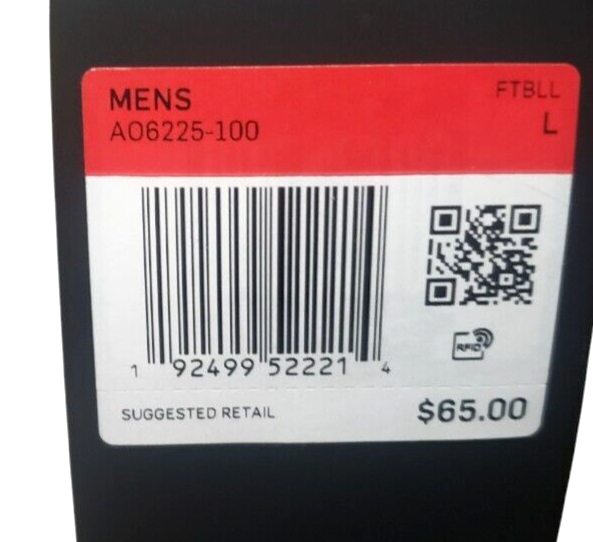 MENS
FTBLL
AO6225-100
L
1 92499 52221 4
RFID
SUGGESTED RETAIL
$65.00